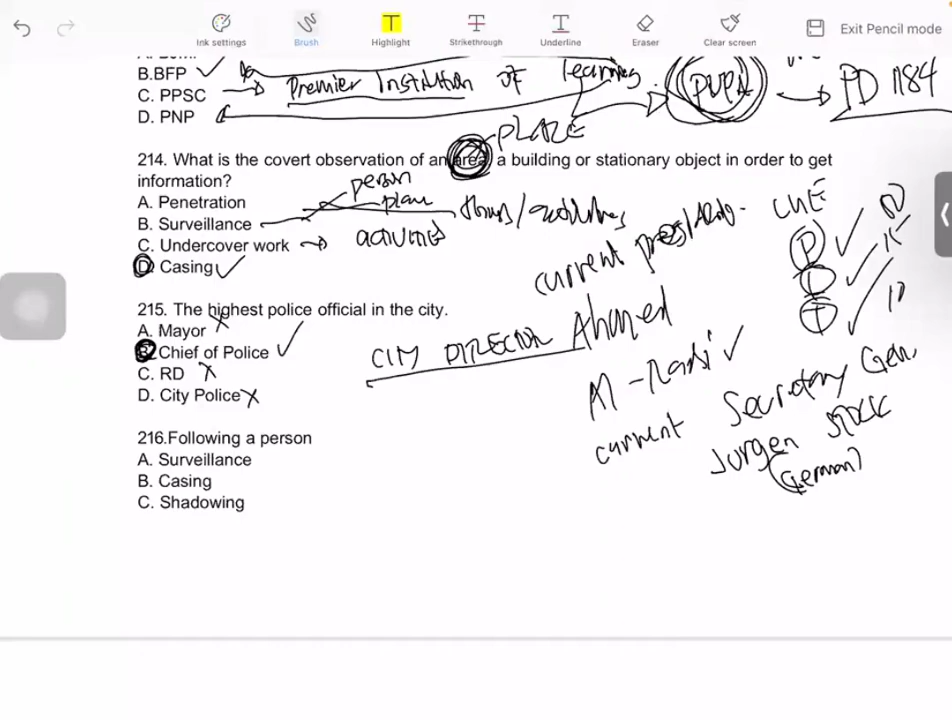 Ink settings
Brush
Highlight
Strikethrough
Underline
Eraser
Clear screen
Exit Pencil mode
B.BFP
C. PPSC
D. PNP
Premier Institution of learning
PD 1184
PLACE
214. What is the covert observation of an area, a building or stationary object in order to get
information?
A. Penetration
B. Surveillance
C. Undercover work
D. Casing
person
place
activities
current
215. The highest police official in the city.
A. Mayor
B. Chief of Police
C. RD
D. City Police
CITY DIRECTOR
Ahmed
Al-Raisi
current Secretary Gen.
Jurgen Stock
(German)
216.Following a person
A. Surveillance
B. Casing
C. Shadowing